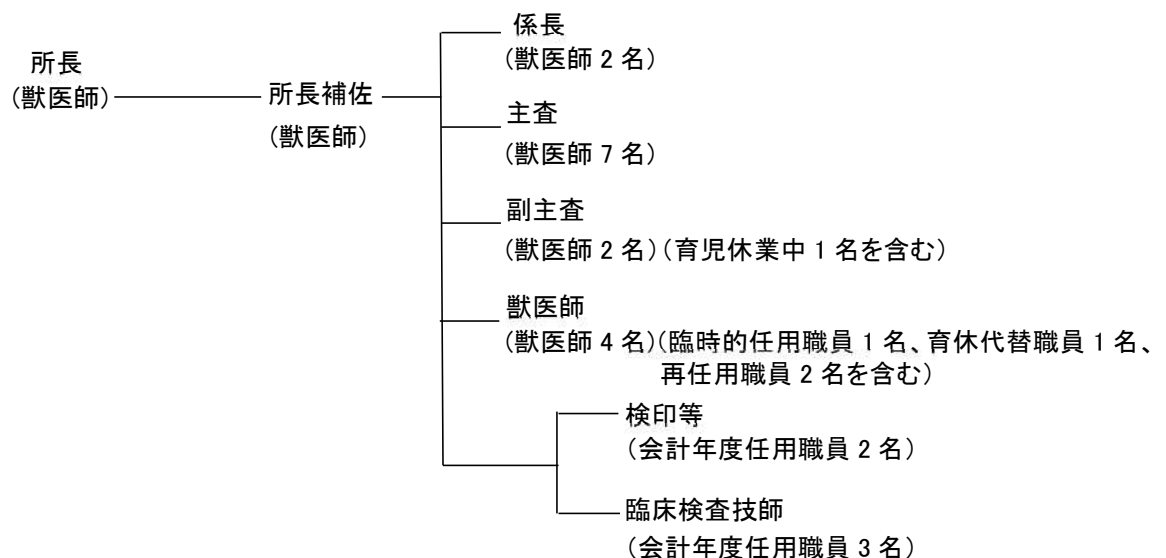 所長
(獣医師)
所長補佐
(獣医師)
係長
(獣医師 2 名)
主査
(獣医師 7 名)
副主査
(獣医師 2 名)(育児休業中 1 名を含む)
獣医師
(獣医師 4 名)(臨時的任用職員 1 名、育休代替職員 1 名、
再任用職員 2 名を含む)
検印等
(会計年度任用職員 2 名)
臨床検査技師
(会計年度任用職員 3 名)